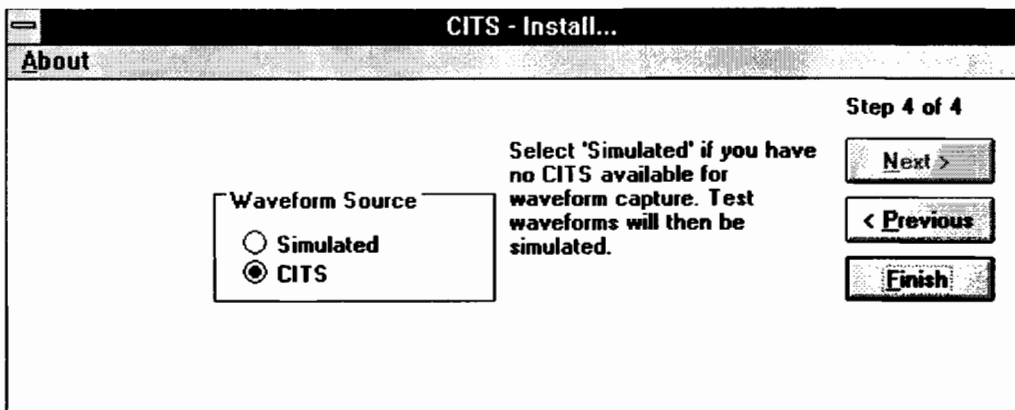 CITS - Install...
About
Step 4 of 4
Select 'Simulated' if you have
no CITS available for
waveform capture. Test
waveforms will then be
simulated.
Waveform Source
Simulated
CITS
Next >
< Previous
Finish